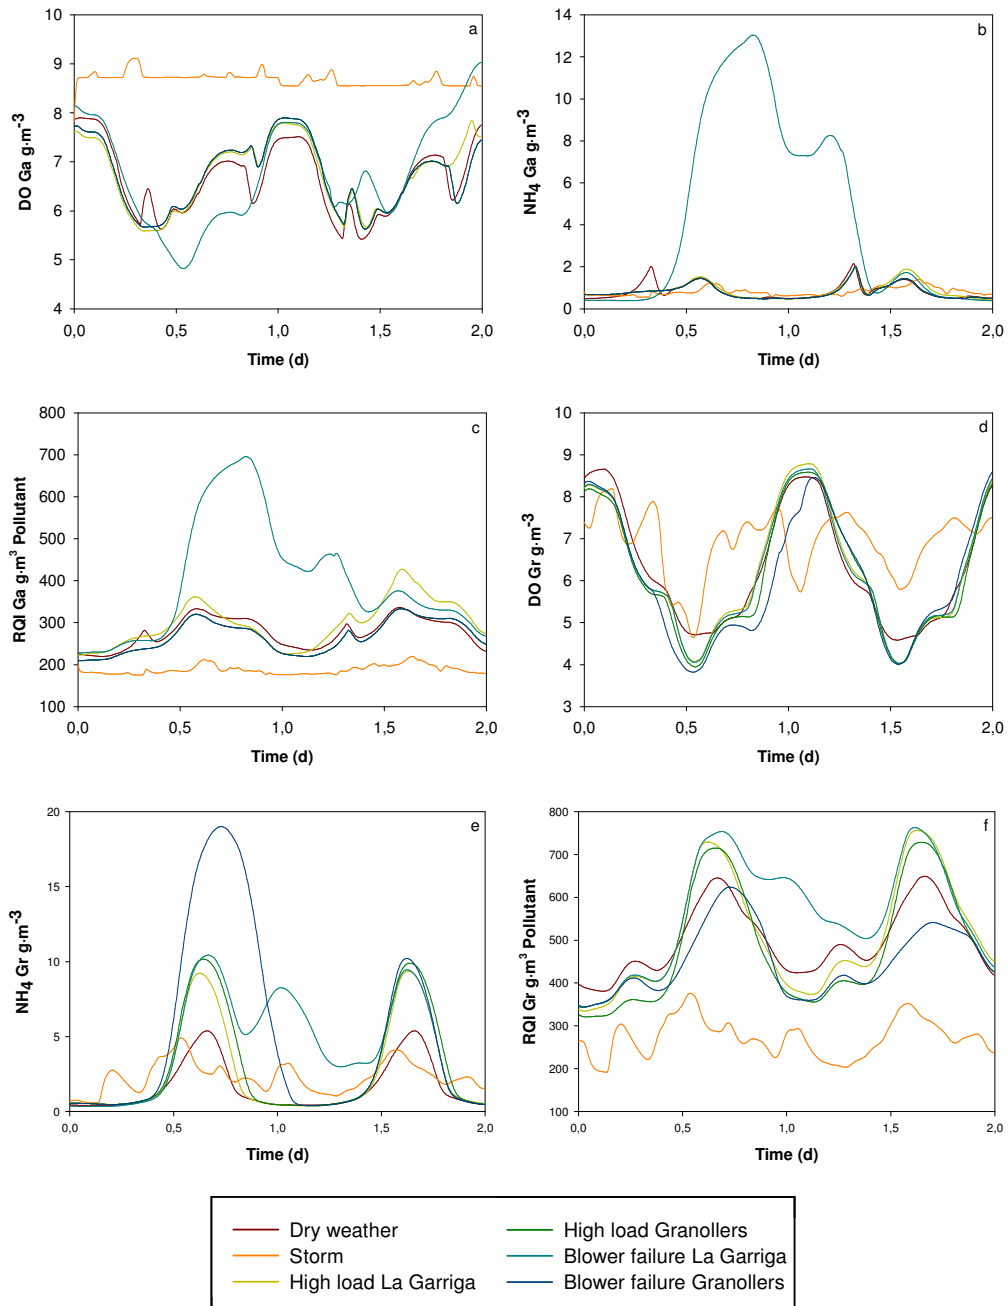 a
DO Ga g·m-3
10
9
8
7
6
5
4
0,0 0,5 1,0 1,5 2,0
Time (d)
b
NH4 Ga g·m-3
14
12
10
8
6
4
2
0
0,0 0,5 1,0 1,5 2,0
Time (d)
c
RQI Ga g·m3 Pollutant
800
700
600
500
400
300
200
100
0,0 0,5 1,0 1,5 2,0
Time (d)
d
DO Gr g·m-3
10
9
8
7
6
5
4
3
0,0 0,5 1,0 1,5 2,0
Time (d)
e
NH4 Gr g·m-3
20
15
10
5
0
0,0 0,5 1,0 1,5 2,0
Time (d)
f
RQI Gr g·m3 Pollutant
800
700
600
500
400
300
200
100
0,0 0,5 1,0 1,5 2,0
Time (d)
Dry weather
Storm
High load La Garriga
High load Granollers
Blower failure La Garriga
Blower failure Granollers